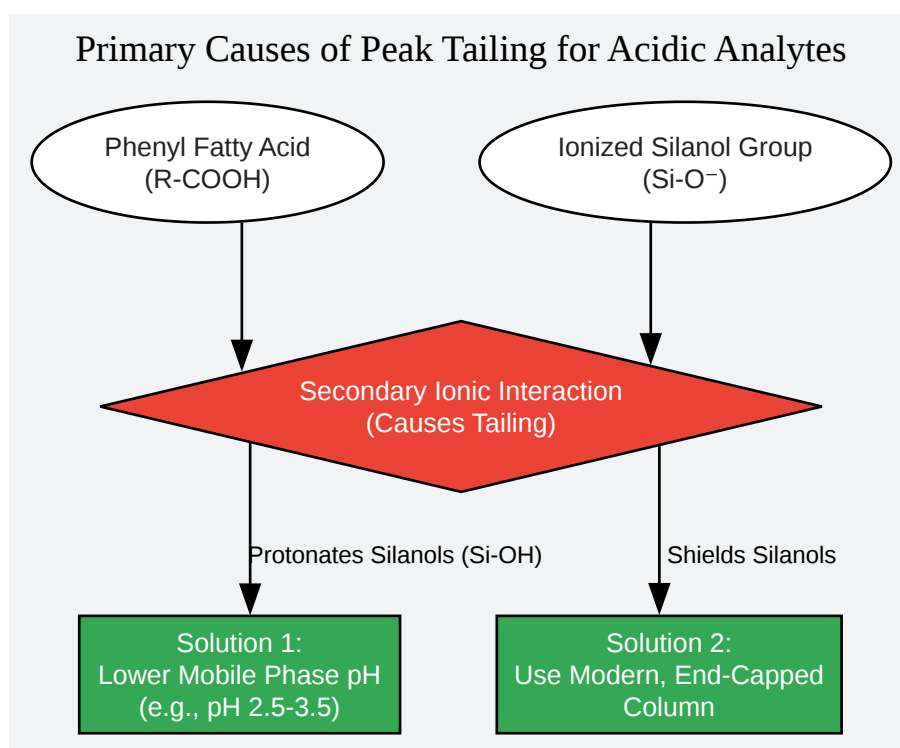 Primary Causes of Peak Tailing for Acidic Analytes
Phenyl Fatty Acid
(R-COOH)
Ionized Silanol Group
(Si-O⁻)
Secondary Ionic Interaction
(Causes Tailing)
Protonates Silanols (Si-OH)
Shields Silanols
Solution 1:
Lower Mobile Phase pH
(e.g., pH 2.5-3.5)
Solution 2:
Use Modern, End-Capped
Column